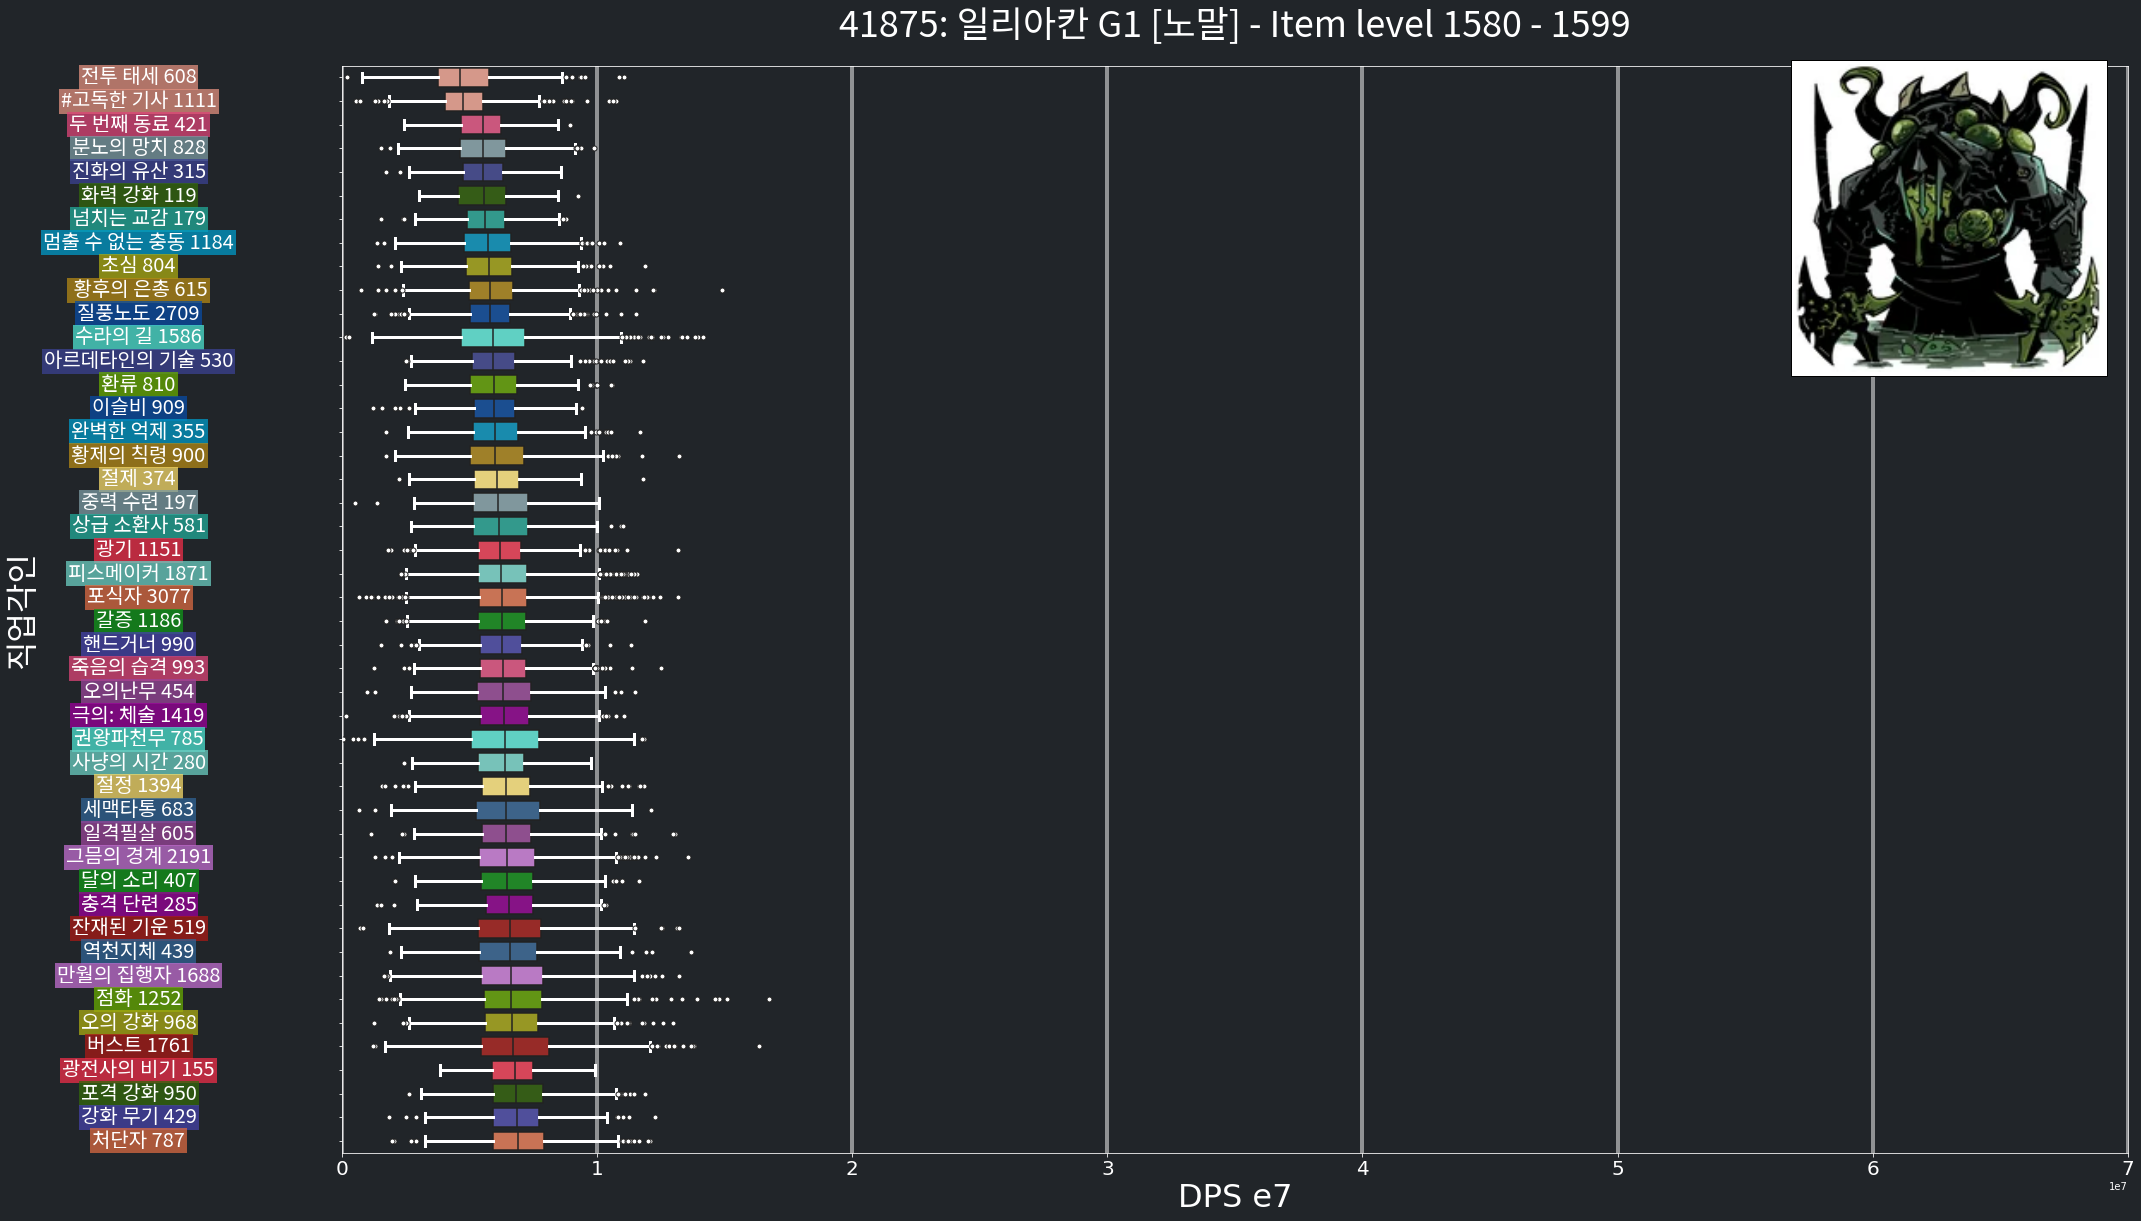 41875: 일리아칸 G1 [노말] - Item level 1580 - 1599
전투 태세 608
#고독한 기사 1111
두 번째 동료 421
분노의 망치 828
진화의 유산 315
화력 강화 119
넘치는 교감 179
멈출 수 없는 충동 1184
초심 804
황후의 은총 615
질풍노도 2709
수라의 길 1586
아르데타인의 기술 530
환류 810
이슬비 909
완벽한 억제 355
황제의 칙령 900
절제 374
중력 수련 197
상급 소환사 581
광기 1151
피스메이커 1871
포식자 3077
갈증 1186
핸드거너 990
죽음의 습격 993
오의난무 454
극의: 체술 1419
권왕파천무 785
사냥의 시간 280
절정 1394
세맥타통 683
일격필살 605
그믐의 경계 2191
달의 소리 407
충격 단련 285
잔재된 기운 519
역천지체 439
만월의 집행자 1688
점화 1252
오의 강화 968
버스트 1761
광전사의 비기 155
포격 강화 950
강화 무기 429
처단자 787
직업각인
0 1 2 3 4 5 6 7
DPS e7
1e7